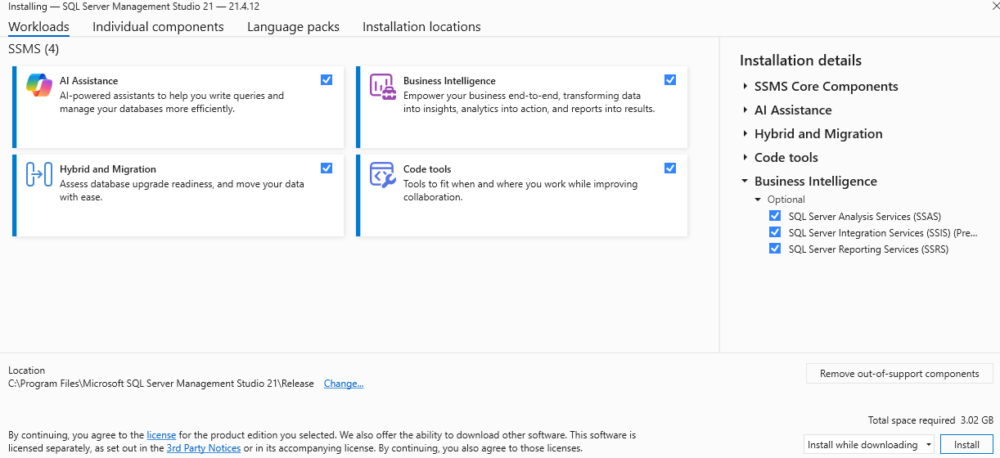 Installing — SQL Server Management Studio 21 — 21.4.12
Workloads
Individual components
Language packs
Installation locations
SSMS (4)
AI Assistance
AI-powered assistants to help you write queries and
manage your databases more efficiently.
Business Intelligence
Empower your business end-to-end, transforming data
into insights, analytics into action, and reports into results.
Hybrid and Migration
Assess database upgrade readiness, and move your data
with ease.
Code tools
Tools to fit when and where you work while improving
collaboration.
Installation details
SSMS Core Components
AI Assistance
Hybrid and Migration
Code tools
Business Intelligence
Optional
SQL Server Analysis Services (SSAS)
SQL Server Integration Services (SSIS) (Pre...
SQL Server Reporting Services (SSRS)
Location
C:\Program Files\Microsoft SQL Server Management Studio 21\Release Change...
Remove out-of-support components
Total space required 3.02 GB
By continuing, you agree to the license for the product edition you selected. We also offer the ability to download other software. This software is
licensed separately, as set out in the 3rd Party Notices or in its accompanying license. By continuing, you also agree to those licenses.
Install while downloading
Install